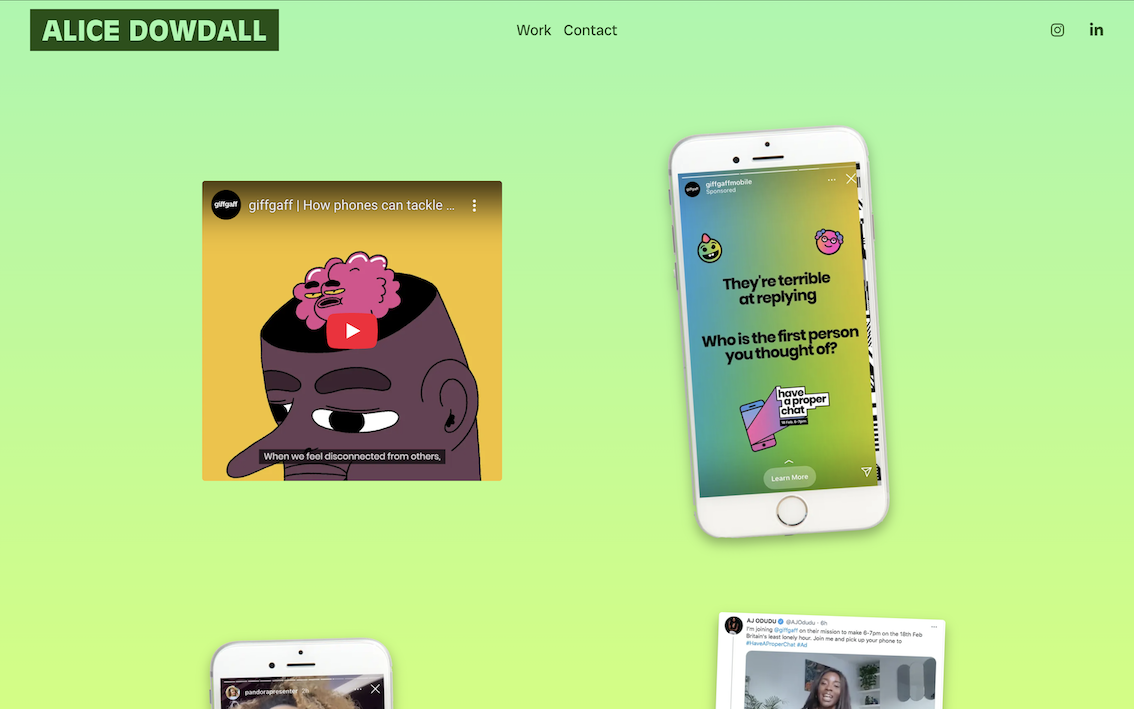 ALICE DOWDALL
Work Contact
giffgaff
giffgaff | How phones can tackle ...
When we feel disconnected from others,
giffgaff
giffgaffmobile
Sponsored
They're terrible
at replying
Who is the first person
you thought of?
have
a proper
chat
18 Feb, 6-7pm
Learn More
pandorapresenter 2h
AJ ODUDU @AJOdudu · 6h
I'm joining @giffgaff on their mission to make 6-7pm on the 18th Feb
Britain's least lonely hour. Join me and pick up your phone to
#HaveAProperChat #Ad